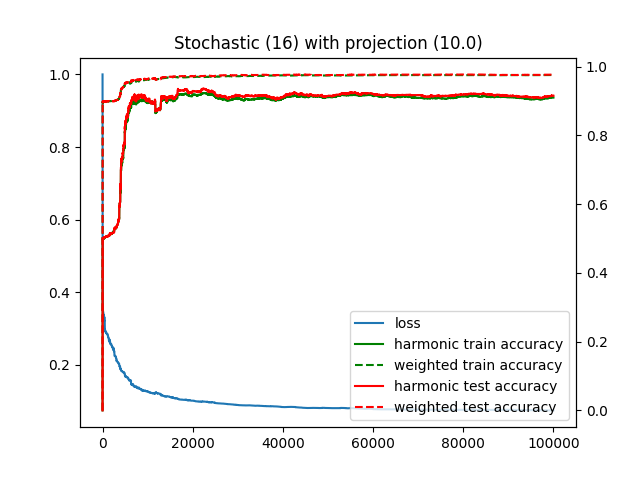 Stochastic (16) with projection (10.0)
1.0
0.8
0.6
0.4
0.2
1.0
0.8
0.6
0.4
0.2
0.0
loss
harmonic train accuracy
weighted train accuracy
harmonic test accuracy
weighted test accuracy
0 20000 40000 60000 80000 100000